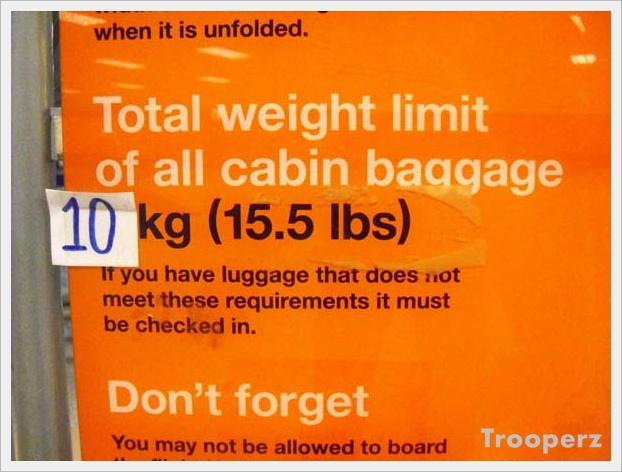 when it is unfolded.
Total weight limit
of all cabin baggage
10 kg (15.5 lbs)
If you have luggage that does not
meet these requirements it must
be checked in.
Don't forget
You may not be allowed to board
Trooperz